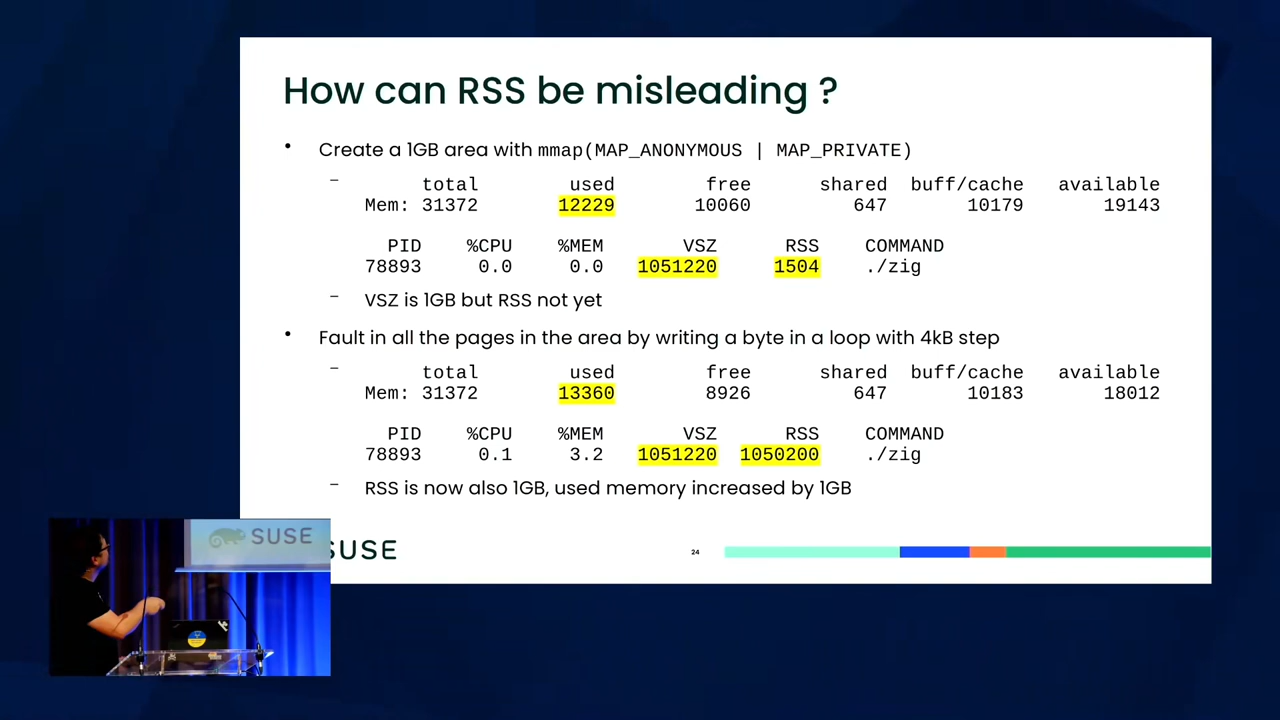 How can RSS be misleading ?
• Create a 1GB area with mmap(MAP_ANONYMOUS | MAP_PRIVATE)
– total used free shared buff/cache available
Mem: 31372 12229 10060 647 10179 19143
PID %CPU %MEM VSZ RSS COMMAND
78893 0.0 0.0 1051220 1504 ./zig
– VSZ is 1GB but RSS not yet
• Fault in all the pages in the area by writing a byte in a loop with 4kB step
– total used free shared buff/cache available
Mem: 31372 13360 8926 647 10183 18012
PID %CPU %MEM VSZ RSS COMMAND
78893 0.1 3.2 1051220 1050200 ./zig
– RSS is now also 1GB, used memory increased by 1GB
SUSE
SUSE
24